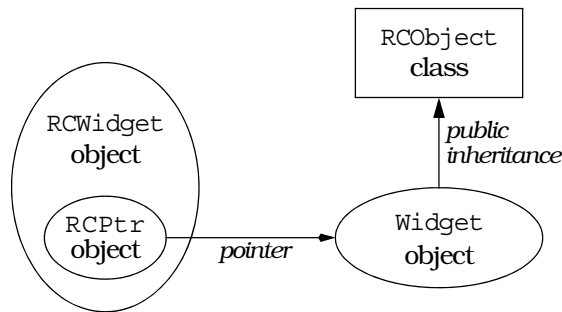 RCObject
class
RCWidget
object
public
inheritance
RCPtr
object
pointer
Widget
object